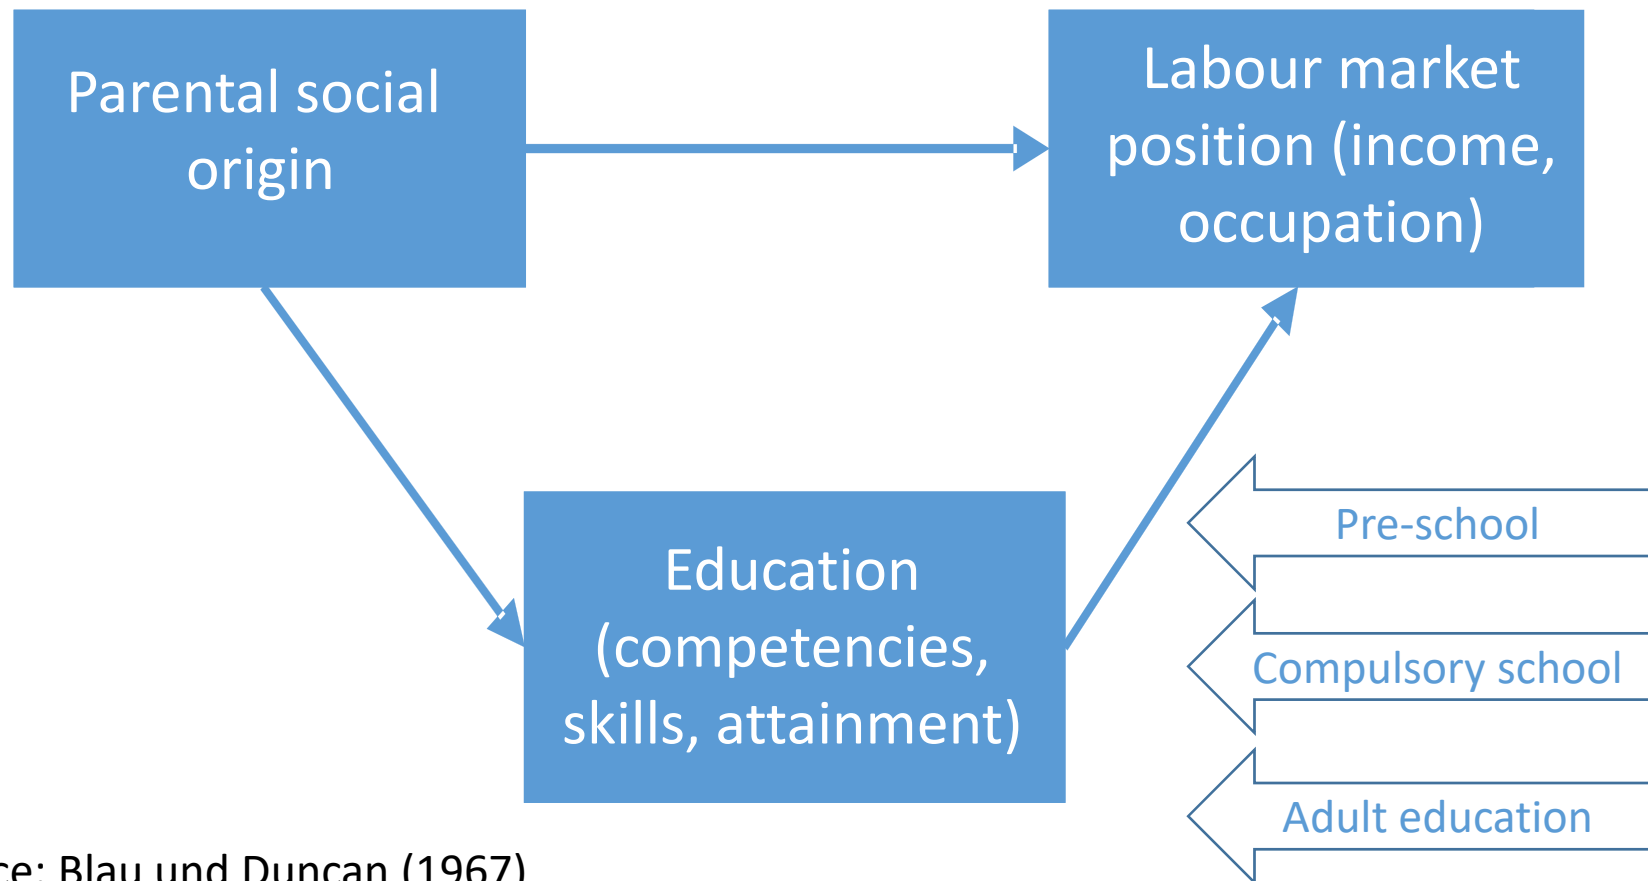 Parental social
origin
Labour market
position (income,
occupation)
Education
(competencies,
skills, attainment)
Pre-school
Compulsory school
Adult education
ce: Blau und Duncan (1967)